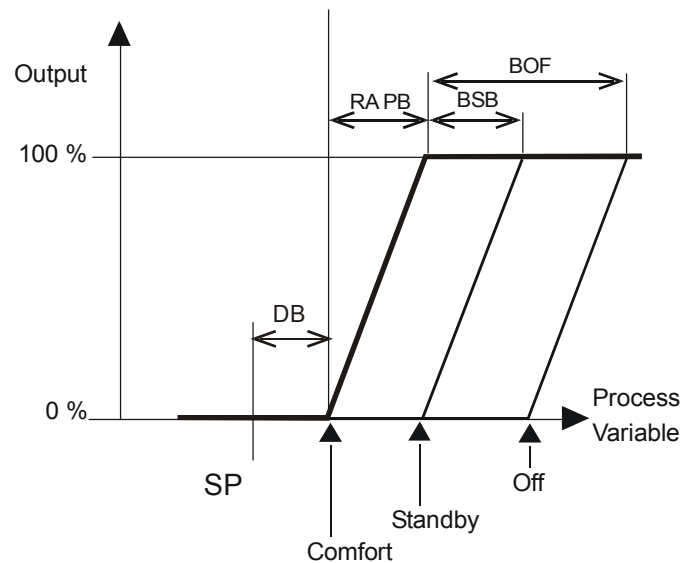 Output
BOF
RA PB
BSB
100 %
DB
0 %
Process
Variable
SP
Off
Standby
Comfort